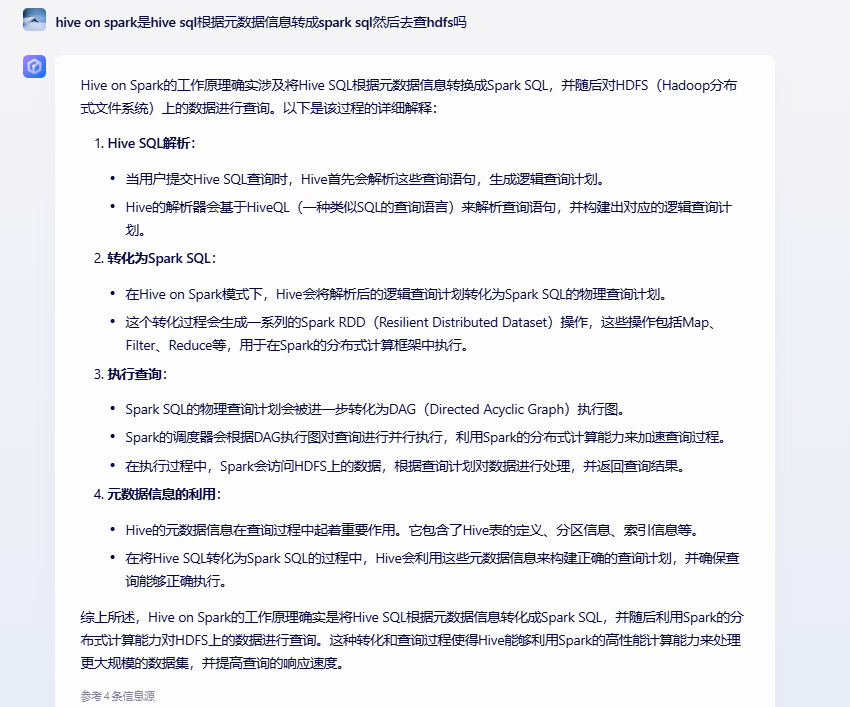 hive on spark是hive sql根据元数据信息转成spark sql然后去查hdfs吗
Hive on Spark的工作原理确实涉及将Hive SQL根据元数据信息转换成Spark SQL，并随后对HDFS（Hadoop分布
式文件系统）上的数据进行查询。以下是该过程的详细解释：
1. Hive SQL解析：
• 当用户提交Hive SQL查询时，Hive首先会解析这些查询语句，生成逻辑查询计划。
• Hive的解析器会基于HiveQL（一种类似SQL的查询语言）来解析查询语句，并构建出对应的逻辑查询计
划。
2. 转化为Spark SQL：
• 在Hive on Spark模式下，Hive会将解析后的逻辑查询计划转化为Spark SQL的物理查询计划。
• 这个转化过程会生成一系列的Spark RDD（Resilient Distributed Dataset）操作，这些操作包括Map、
Filter、Reduce等，用于在Spark的分布式计算框架中执行。
3. 执行查询：
• Spark SQL的物理查询计划会被进一步转化为DAG（Directed Acyclic Graph）执行图。
• Spark的调度器会根据DAG执行图对查询进行并行执行，利用Spark的分布式计算能力来加速查询过程。
• 在执行过程中，Spark会访问HDFS上的数据，根据查询计划对数据进行处理，并返回查询结果。
4. 元数据信息的利用：
• Hive的元数据信息在查询过程中起着重要作用。它包含了Hive表的定义、分区信息、索引信息等。
• 在将Hive SQL转化为Spark SQL的过程中，Hive会利用这些元数据信息来构建正确的查询计划，并确保查
询能够正确执行。
综上所述，Hive on Spark的工作原理确实是将Hive SQL根据元数据信息转化成Spark SQL，并随后利用Spark的分
布式计算能力对HDFS上的数据进行查询。这种转化和查询过程使得Hive能够利用Spark的高性能计算能力来处理
更大规模的数据集，并提高查询的响应速度。
参考4条信息源